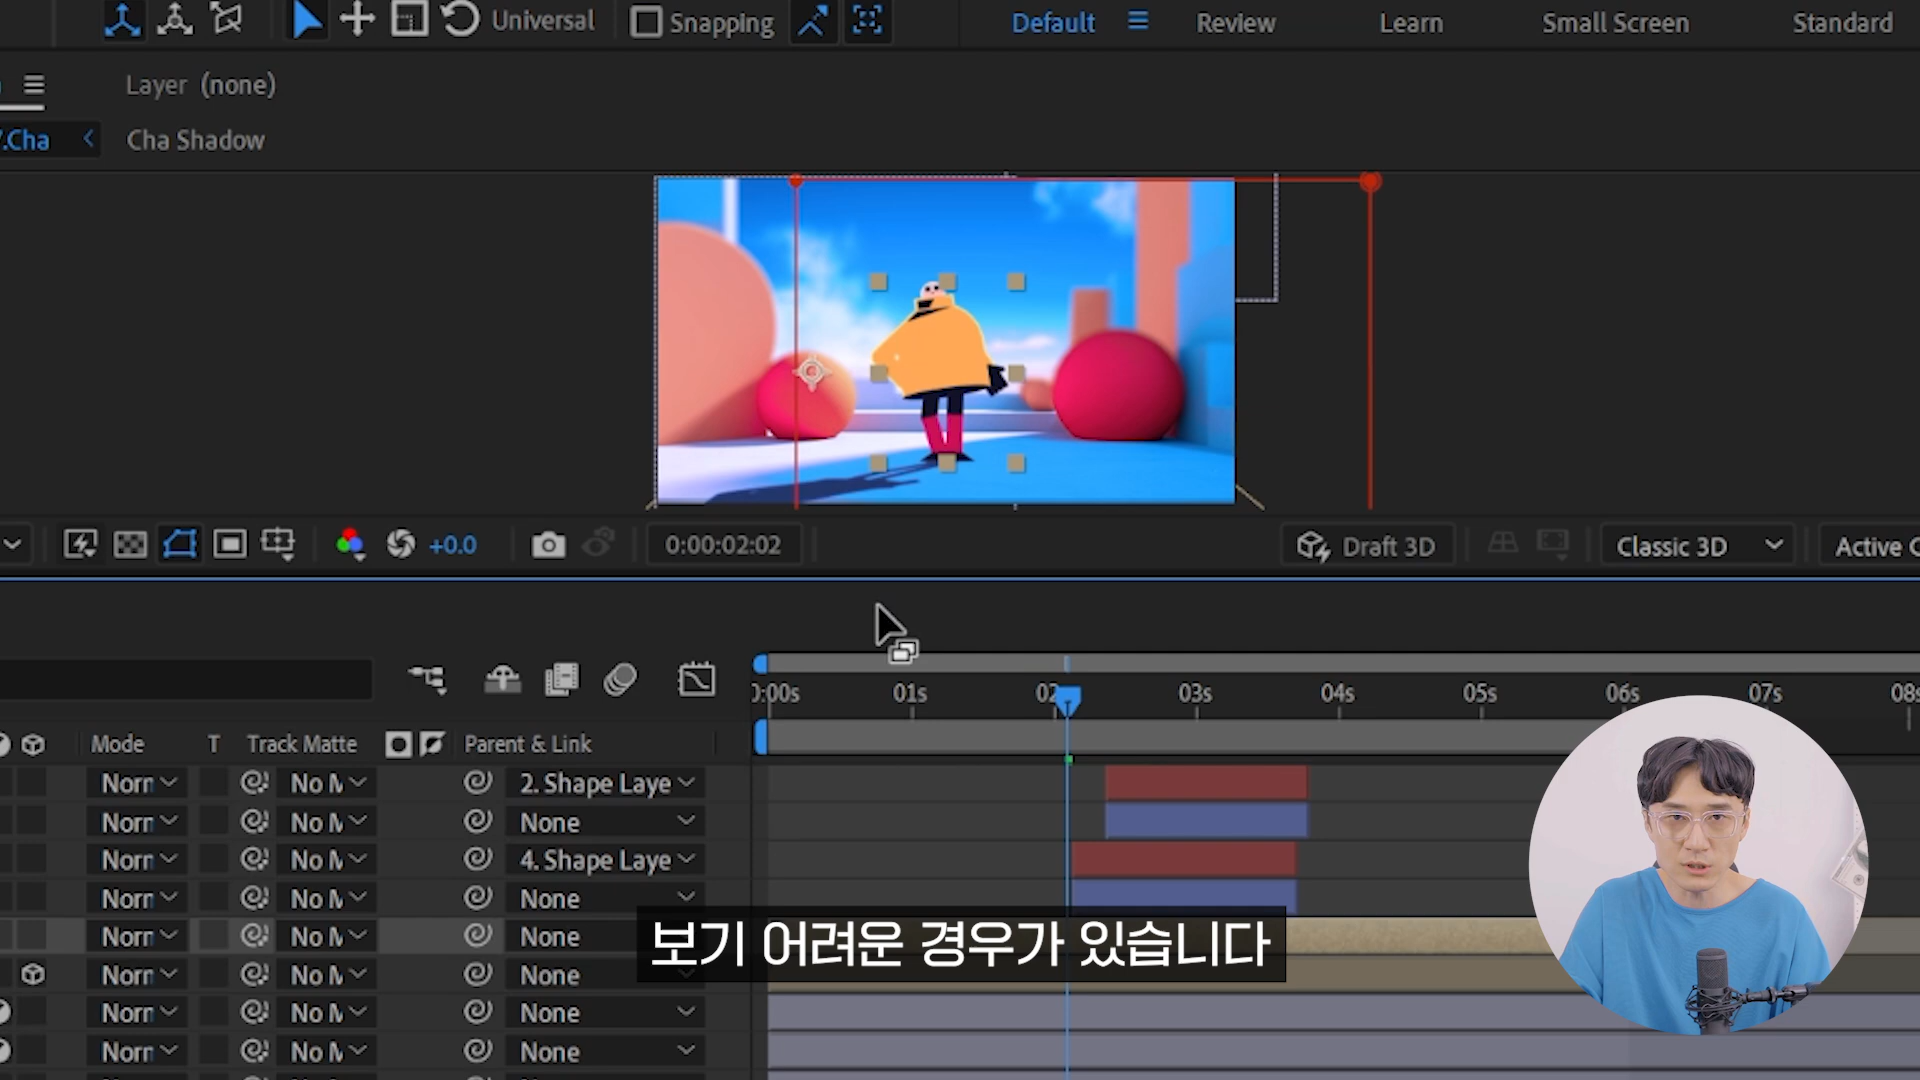 Universal Snapping Default Review Learn Small Screen Standard
Layer (none)
.Cha Cha Shadow
+0.0 0:00:02:02 Draft 3D Classic 3D Active
0:00s 01s 02 03s 04s 05s 06s 07s 08s
Mode T Track Matte Parent & Link
Norr No M 2. Shape Laye
Norr No M None
Norr No M 4. Shape Laye
Norr No M None
Norr No M None
보기 어려운 경우가 있습니다
Norr No M None
Norr No M None
Norr No M None